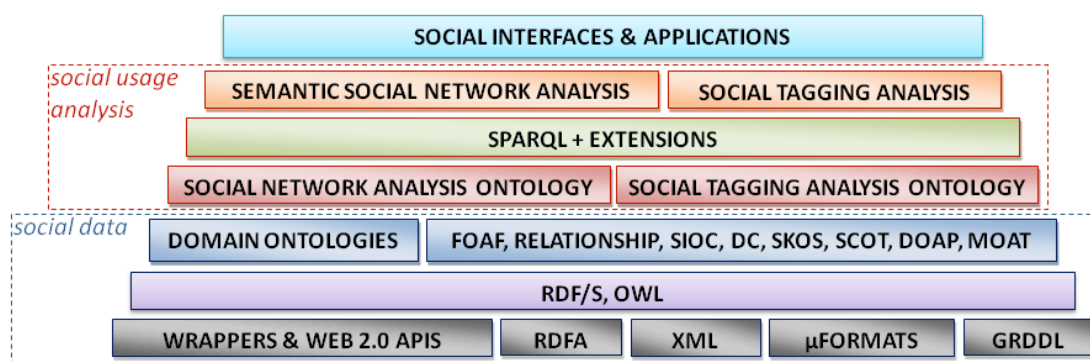 SOCIAL INTERFACES & APPLICATIONS
social usage
analysis
SEMANTIC SOCIAL NETWORK ANALYSIS
SOCIAL TAGGING ANALYSIS
SPARQL + EXTENSIONS
SOCIAL NETWORK ANALYSIS ONTOLOGY
SOCIAL TAGGING ANALYSIS ONTOLOGY
social data
DOMAIN ONTOLOGIES
FOAF, RELATIONSHIP, SIOC, DC, SKOS, SCOT, DOAP, MOAT
RDF/S, OWL
WRAPPERS & WEB 2.0 APIS
RDFA
XML
µFORMATS
GRDDL